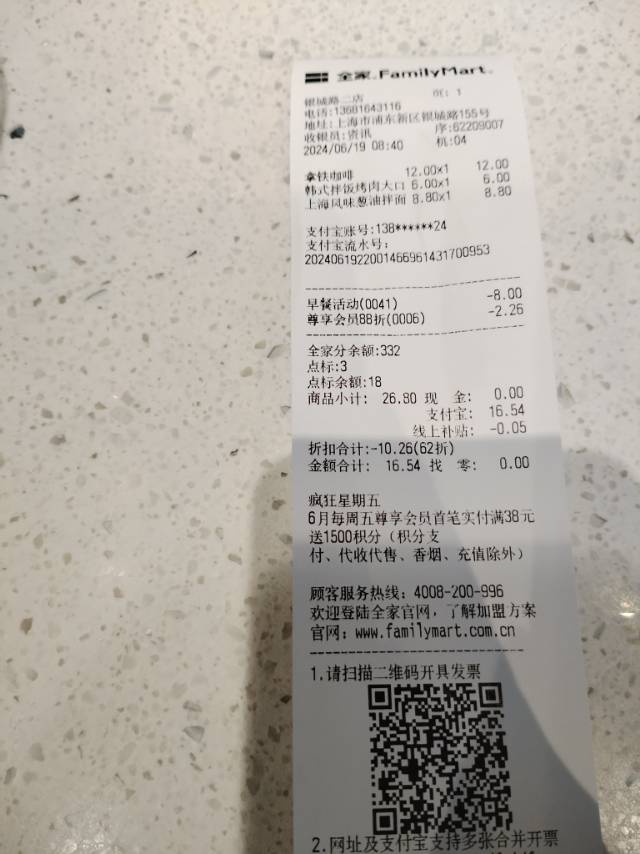 全家 FamilyMart
银城路二店 店: 1
电话:13681643116
地址:上海市浦东新区银城路155号
收银员:资讯 序:62209007
2024/06/19 08:40 机:04
拿铁咖啡 12.00x1 12.00
韩式拌饭烤肉大口 6.00x1 6.00
上海风味葱油拌面 8.80x1 8.80
支付宝账号:138******24
支付宝流水号:
2024061922001466961431700953
早餐活动(0041) -8.00
尊享会员88折(0006) -2.26
全家分余额:332
点标:3
点标余额:18
商品小计: 26.80 现 金: 0.00
支付宝: 16.54
线上补贴: -0.05
折扣合计:-10.26(62折)
金额合计: 16.54 找 零: 0.00
疯狂星期五
6月每周五尊享会员首笔实付满38元
送1500积分（积分支
付、代收代售、香烟、充值除外）
顾客服务热线: 4008-200-996
欢迎登陆全家官网，了解加盟方案
官网: www.familymart.com.cn
1.请扫描二维码开具发票
2.网址及支付宝支持多张合并开票